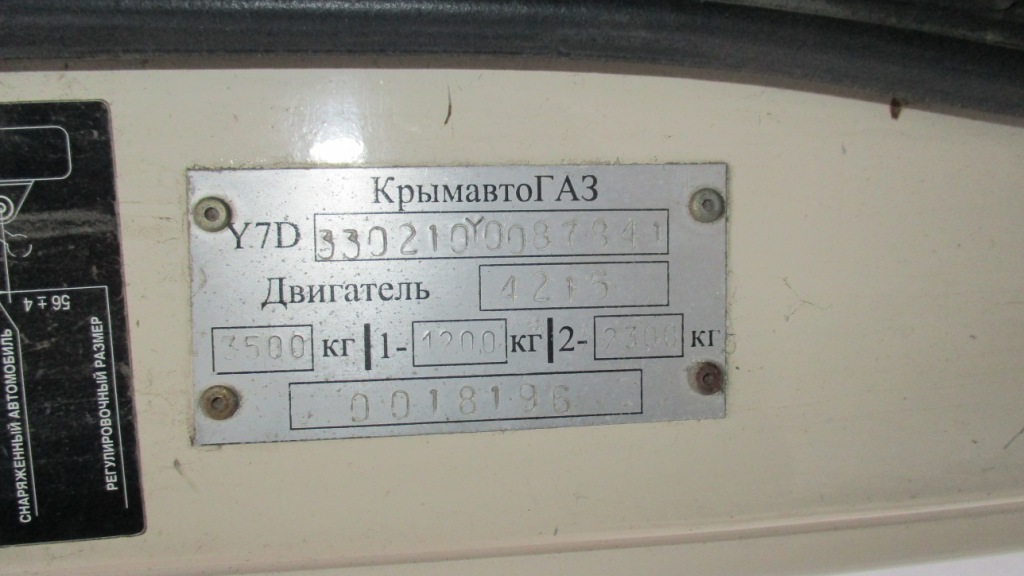 КрымавтоГАЗ
Y7D 330210Y0087841
Двигатель 4215
3500 кг 1- 1200 кг 2- 2300 кг
0018196
56±4
СНАРЯЖЕННЫЙ АВТОМОБИЛЬ
РЕГУЛИРОВОЧНЫЙ РАЗМЕР